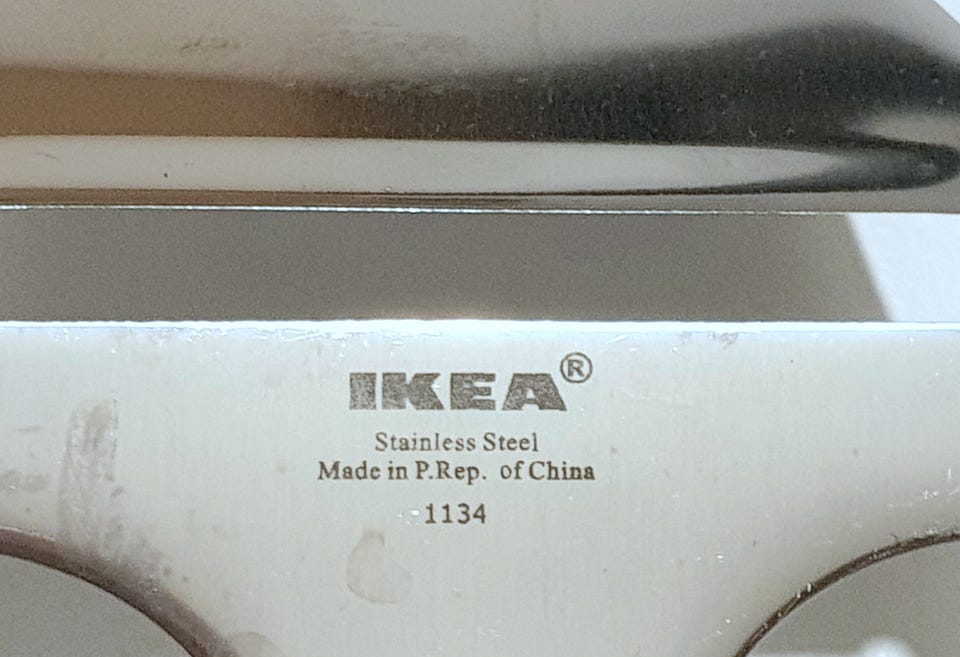 IKEA®
Stainless Steel
Made in P.Rep. of China
1134